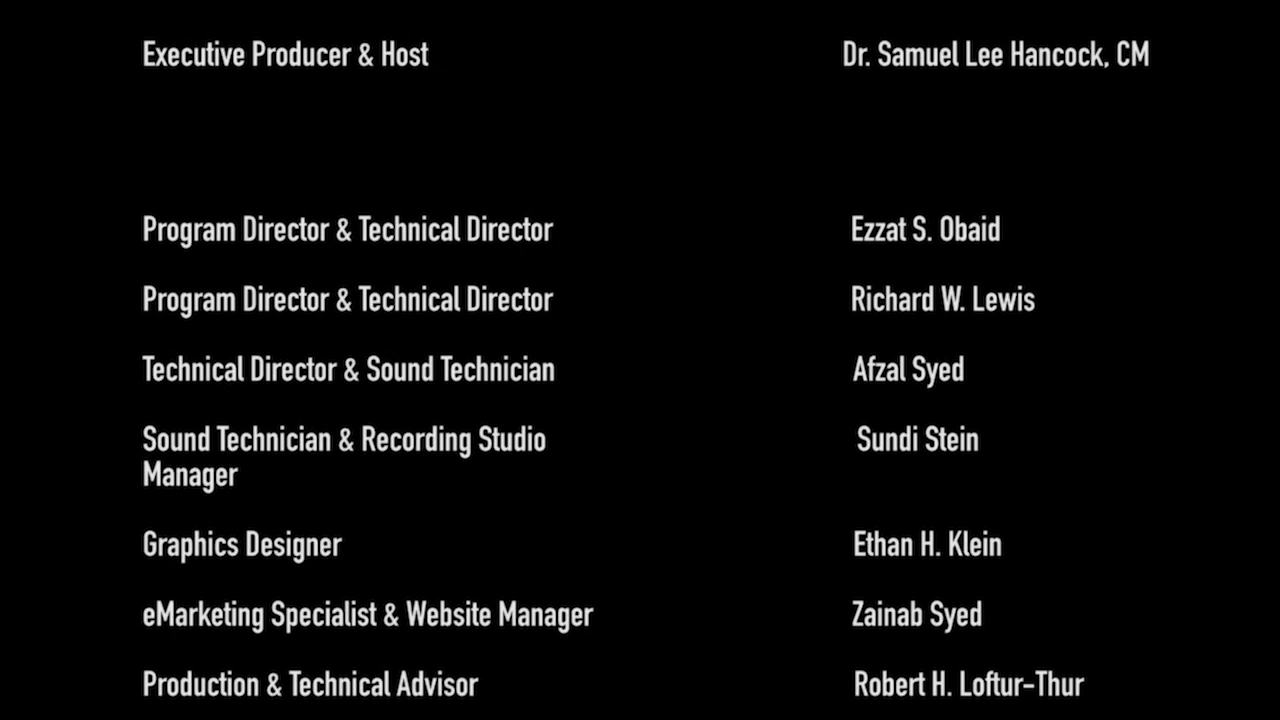 Executive Producer & Host Dr. Samuel Lee Hancock, CM
Program Director & Technical Director Ezzat S. Obaid
Program Director & Technical Director Richard W. Lewis
Technical Director & Sound Technician Afzal Syed
Sound Technician & Recording Studio Sundi Stein
Manager
Graphics Designer Ethan H. Klein
eMarketing Specialist & Website Manager Zainab Syed
Production & Technical Advisor Robert H. Loftur-Thur